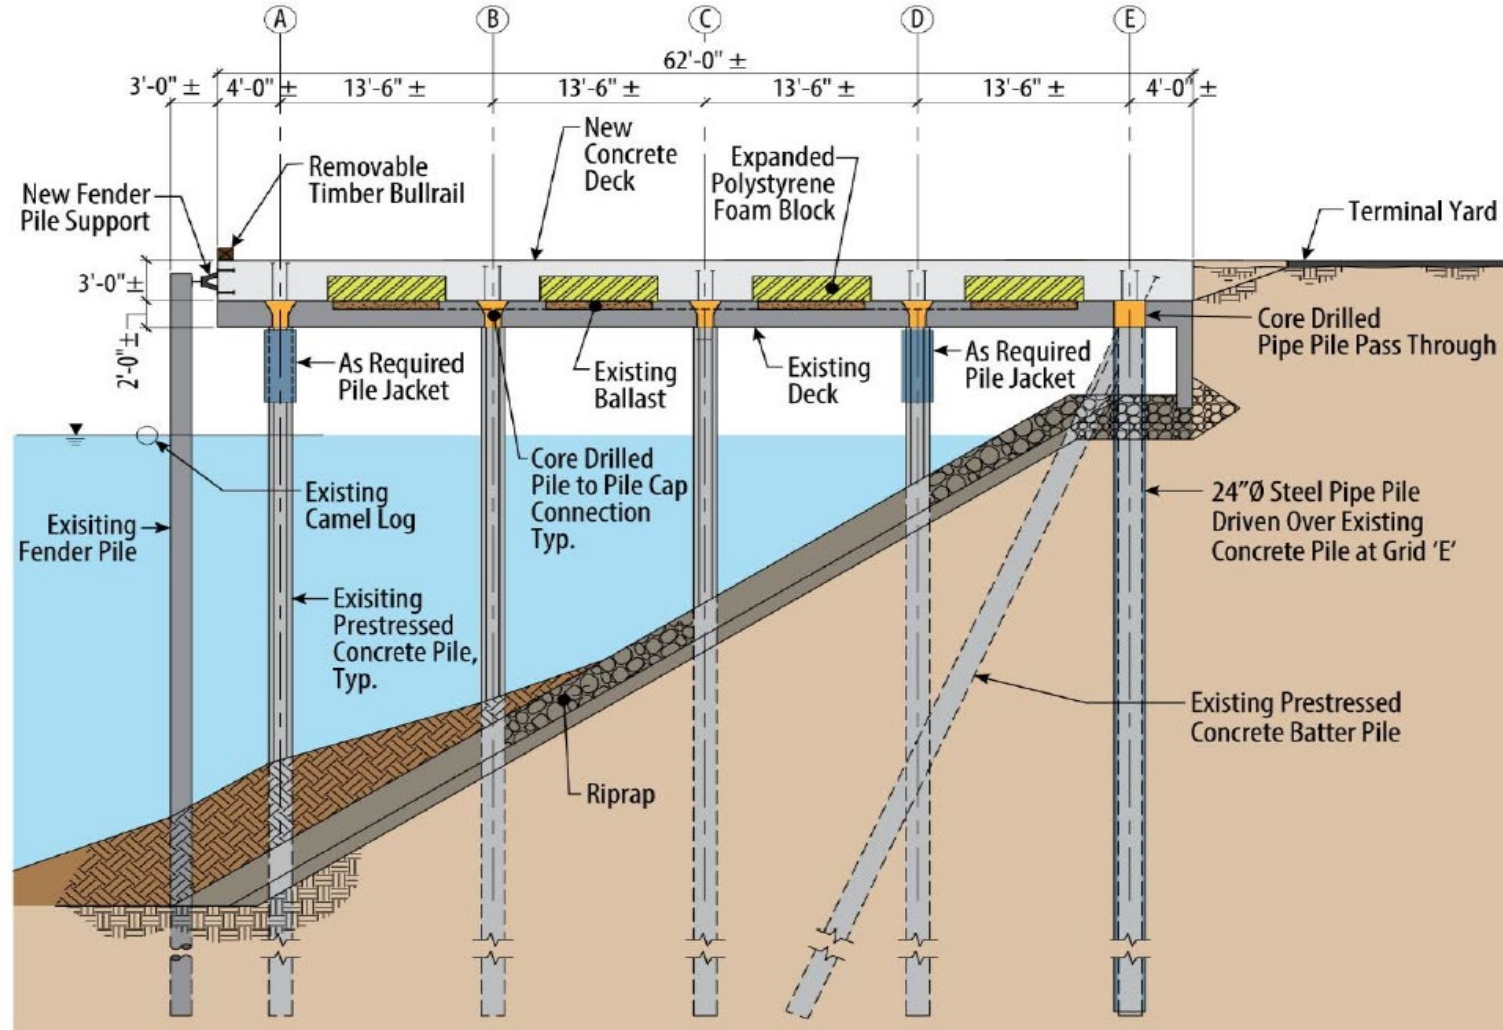 A
B
C
D
E
62'-0" ±
3'-0" ±
4'-0" ±
13'-6" ±
13'-6" ±
13'-6" ±
13'-6" ±
4'-0" ±
New
Concrete
Deck
Removable
Timber Bullrail
Expanded
Polystyrene
Foam Block
New Fender
Pile Support
Terminal Yard
3'-0" ±
2'-0" ±
As Required
Pile Jacket
Existing
Ballast
Existing
Deck
As Required
Pile Jacket
Core Drilled
Pipe Pile Pass Through
Core Drilled
Pile to Pile Cap
Connection
Typ.
Existing
Camel Log
Exisiting
Fender Pile
24"Ø Steel Pipe Pile
Driven Over Existing
Concrete Pile at Grid 'E'
Exisiting
Prestressed
Concrete Pile,
Typ.
Existing Prestressed
Concrete Batter Pile
Riprap